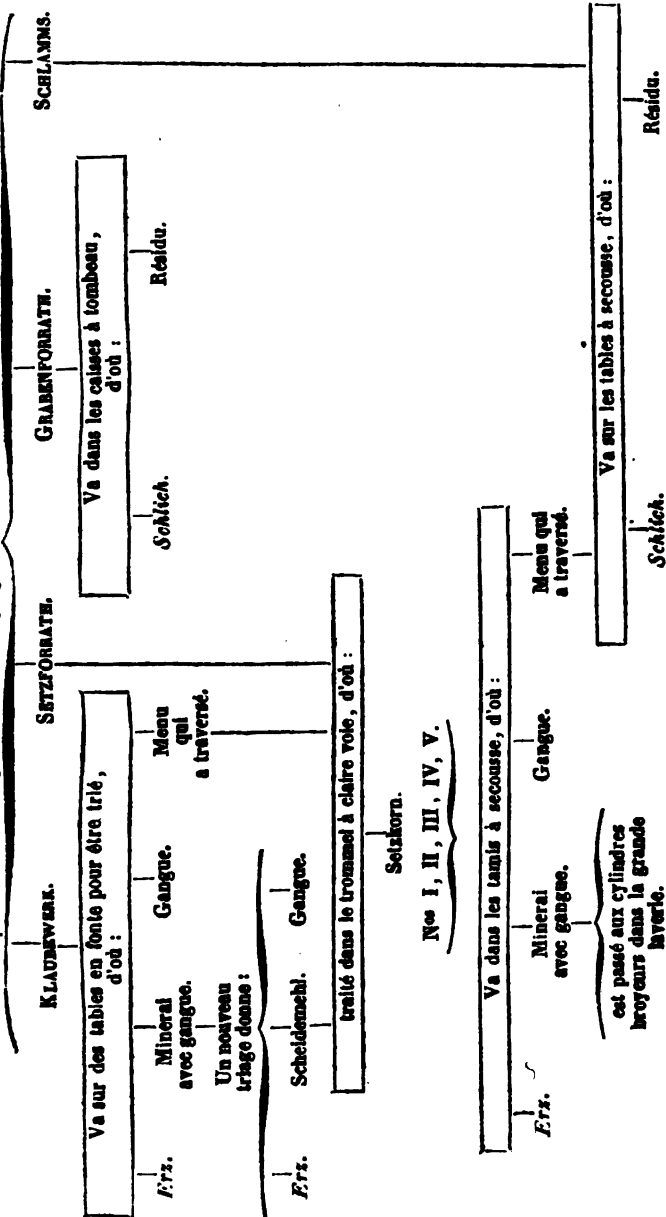 KLAUBEWERK.
SETZFORRATH.
GRABENFORRATH.
SCHLAMMS.
Va sur des tables en fonte pour être trié,
d'où :
Va dans les caisses à tombeau,
d'où :
Erz.
Minerai
avec gangue.
Gangue.
Menu
qui
a traversé.
Schlich.
Résidu.
Un nouveau
triage donne :
Erz.
Scheidemehl.
Gangue.
traité dans le trommel à claire voie, d'où :
Setzkorn.
Nos I, II, III, IV, V.
Va dans les tamis à secousse, d'où :
Erz.
Minerai
avec gangue.
Gangue.
Menu qui
a traversé.
est passé aux cylindres
broyeurs dans la grande
laverie.
Va sur les tables à secousse, d'où :
Schlich.
Résidu.